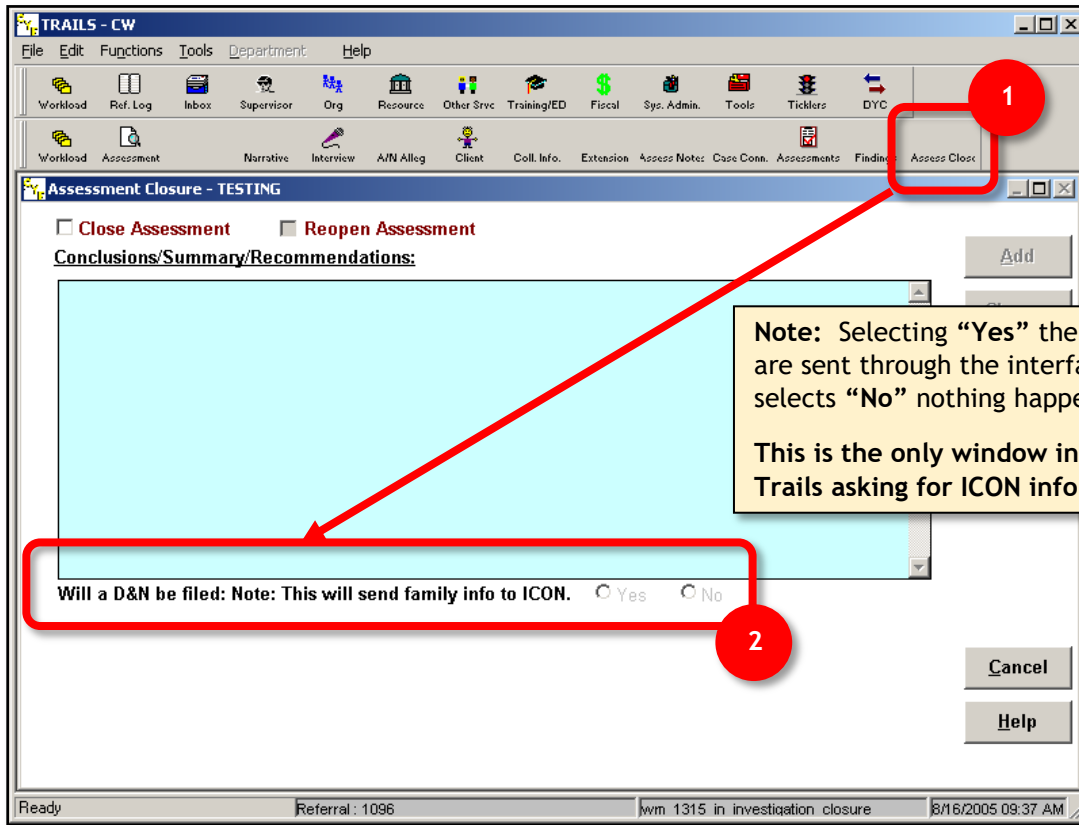 TRAILS - CW
File Edit Functions Tools Department Help
Workload Ref. Log Inbox Supervisor Org Resource Other Srvc Training/ED Fiscal Sys. Admin. Tools Ticklers DYC
1
Workload Assessment Narrative Interview A/N Alleg Client Coll. Info. Extension Assess Notes Case Conn. Assessments Findings Assess Close
Assessment Closure - TESTING
Close Assessment Reopen Assessment
Conclusions/Summary/Recommendations:
Add
Note: Selecting “Yes” the
are sent through the interfa
selects “No” nothing happe
This is the only window in
Trails asking for ICON info
Will a D&N be filed: Note: This will send family info to ICON. Yes No
2
Cancel
Help
Ready Referral : 1096 wm 1315 in investigation closure 8/16/2005 09:37 AM